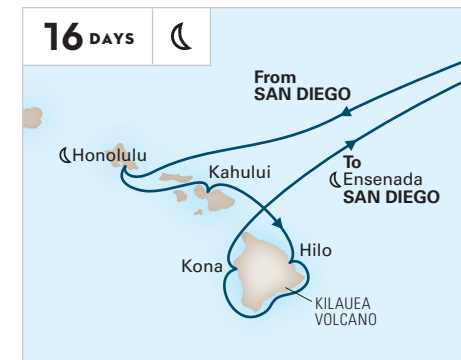 16 DAYS
From
SAN DIEGO
Honolulu
Kahului
To
Ensenada
SAN DIEGO
Hilo
Kona
KILAUEA
VOLCANO